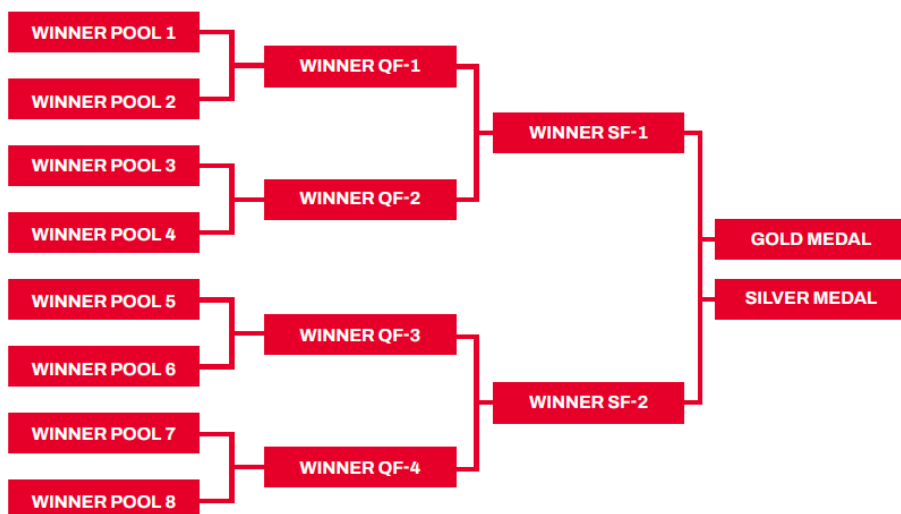 WINNER POOL 1
WINNER POOL 2
WINNER POOL 3
WINNER POOL 4
WINNER POOL 5
WINNER POOL 6
WINNER POOL 7
WINNER POOL 8
WINNER QF-1
WINNER QF-2
WINNER QF-3
WINNER QF-4
WINNER SF-1
WINNER SF-2
GOLD MEDAL
SILVER MEDAL